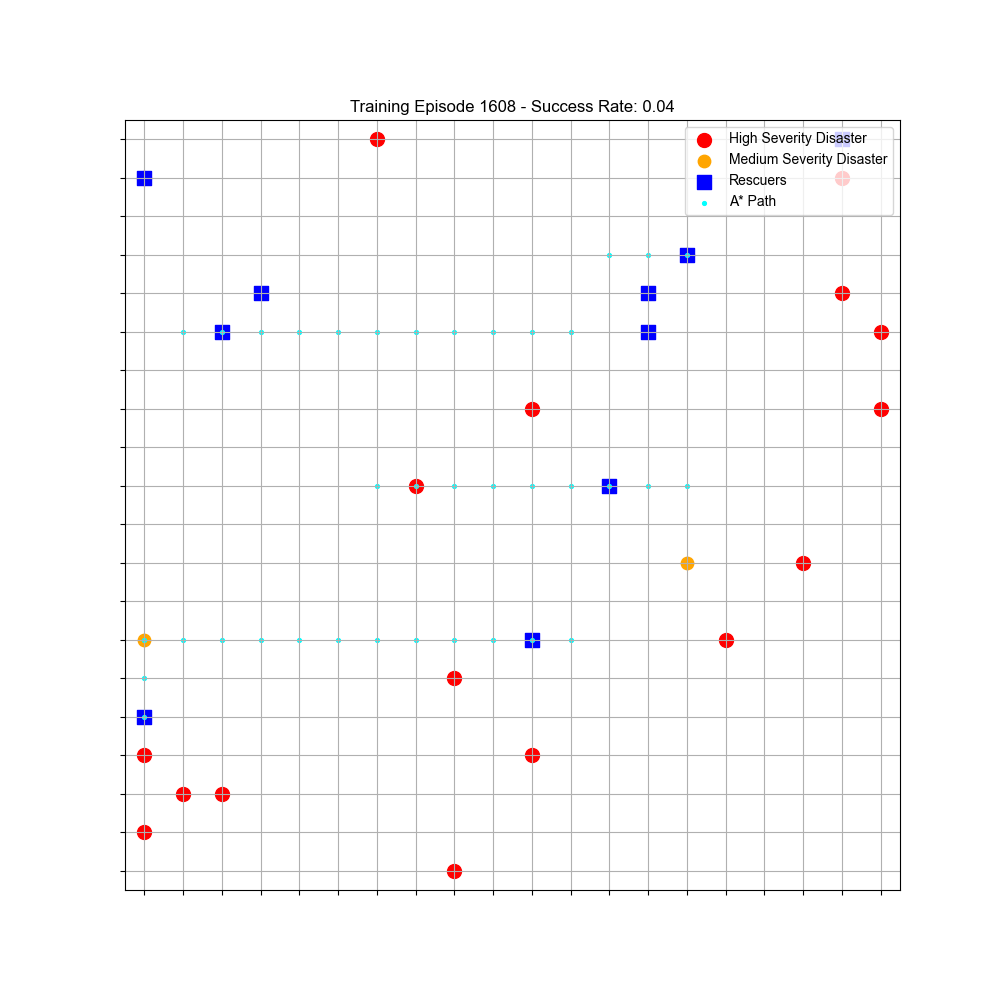 Training Episode 1608 - Success Rate: 0.04
High Severity Disaster
Medium Severity Disaster
Rescuers
A* Path